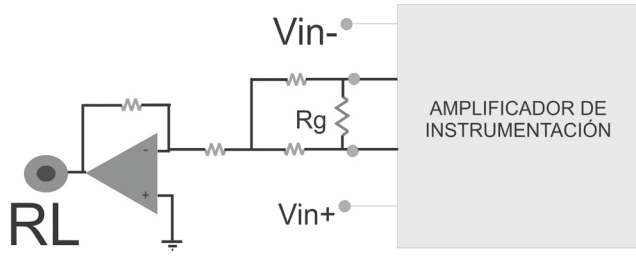 Vin-
Rg
AMPLIFICADOR DE
INSTRUMENTACIÓN
-
+
RL
Vin+